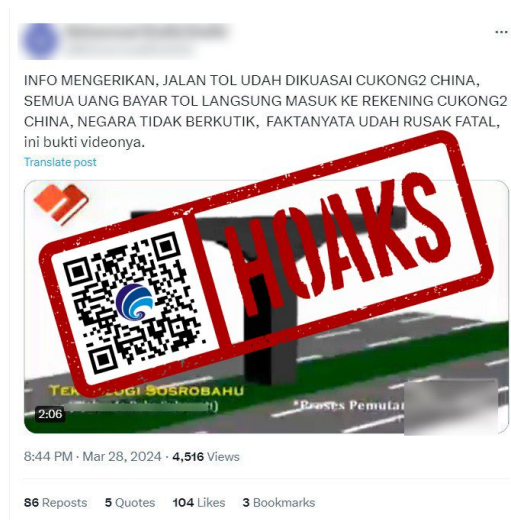 INFO MENGERIKAN, JALAN TOL UDAH DIKUASAI CUKONG2 CHINA,
SEMUA UANG BAYAR TOL LANGSUNG MASUK KE REKENING CUKONG2
CHINA, NEGARA TIDAK BERKUTIK,  FAKTANYATA UDAH RUSAK FATAL,
ini bukti videonya.
Translate post
HOAKS
SOSROBAHU
2:06
*Proses
8:44 PM · Mar 28, 2024 · 4,516 Views
86 Reposts 5 Quotes 104 Likes 3 Bookmarks